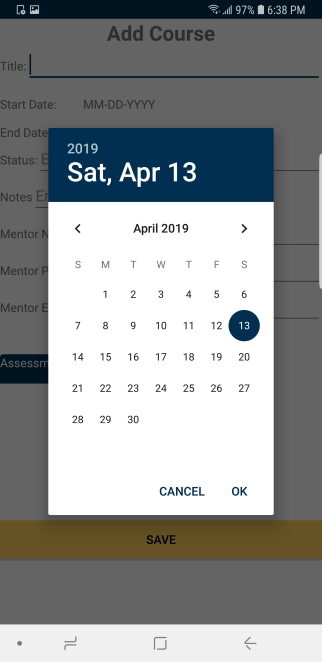 97% 6:38 PM
Add Course
Title:
Start Date: MM-DD-YYYY
End Date
Status:
Notes
Mentor
Mentor
Mentor
2019
Sat, Apr 13
April 2019
S M T W T F S
1 2 3 4 5 6
7 8 9 10 11 12 13
14 15 16 17 18 19 20
21 22 23 24 25 26 27
28 29 30
CANCEL OK
SAVE